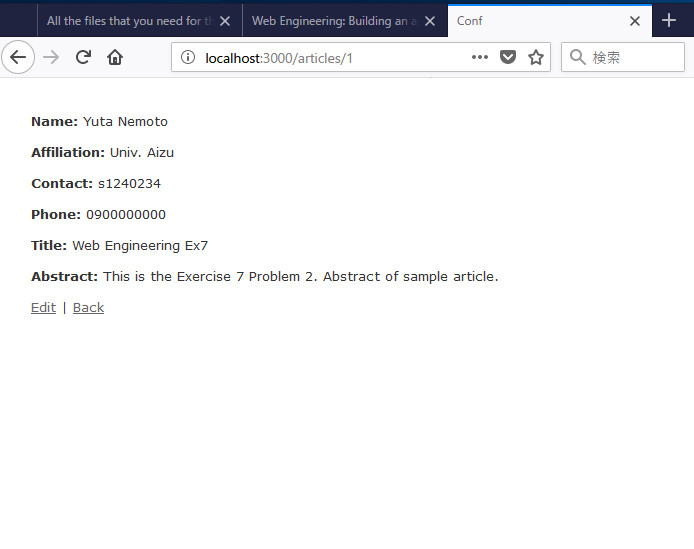 All the files that you need for th
Web Engineering: Building an a
Conf
localhost:3000/articles/1
検索
Name: Yuta Nemoto
Affiliation: Univ. Aizu
Contact: s1240234
Phone: 0900000000
Title: Web Engineering Ex7
Abstract: This is the Exercise 7 Problem 2. Abstract of sample article.
Edit | Back